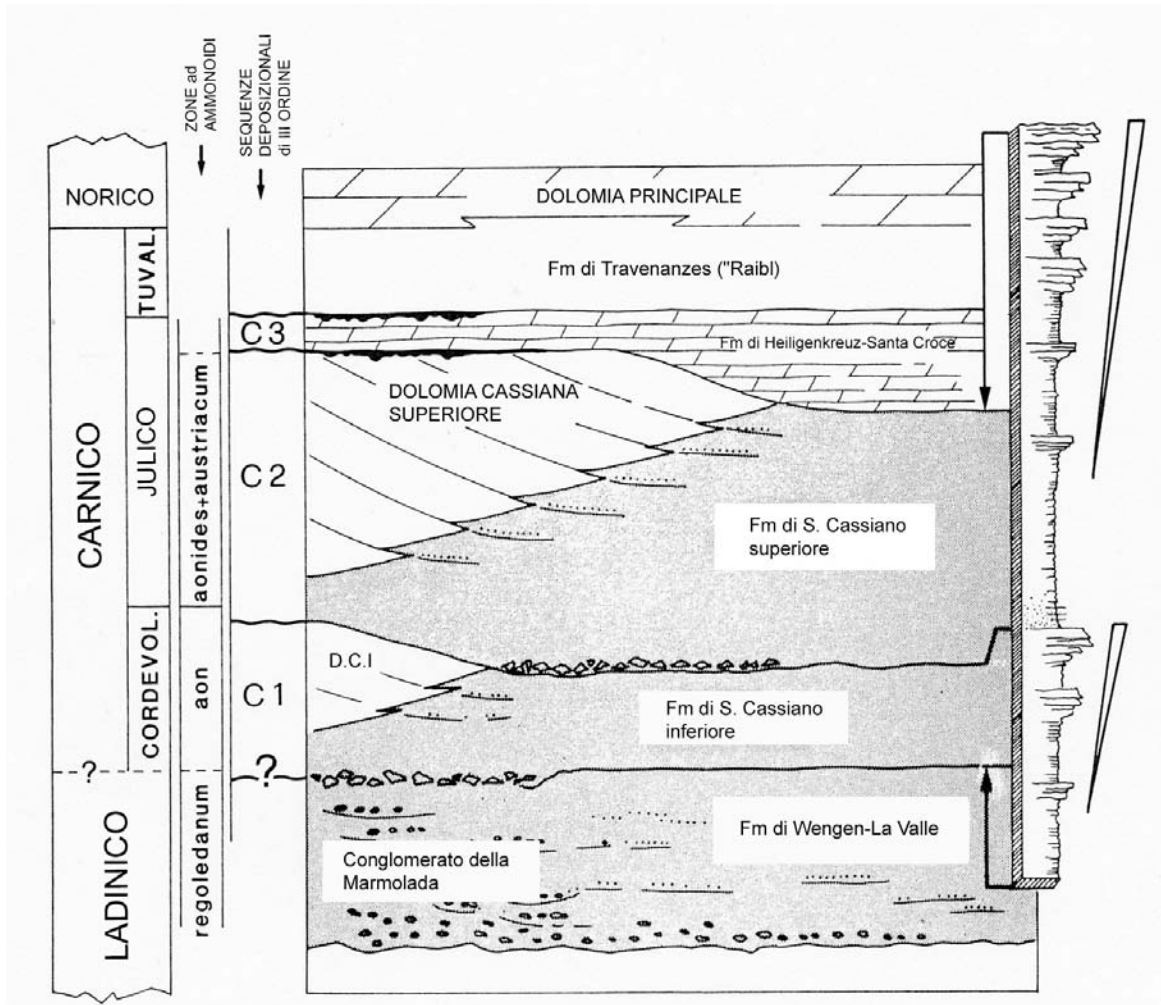 ZONE ad
AMMONOIDI
SEQUENZE
DEPOSIZIONALI
di III ORDINE
NORICO
CARNICO
LADINICO
TUVAL.
JULICO
CORDEVOL.
?
aonides+austriacum
aon
regoledanum
C3
C2
C1
?
DOLOMIA PRINCIPALE
Fm di Travenanzes ("Raibl)
Fm di Heiligenkreuz-Santa Croce
DOLOMIA CASSIANA
SUPERIORE
Fm di S. Cassiano
superiore
D.C.I
Fm di S. Cassiano
inferiore
Fm di Wengen-La Valle
Conglomerato della
Marmolada